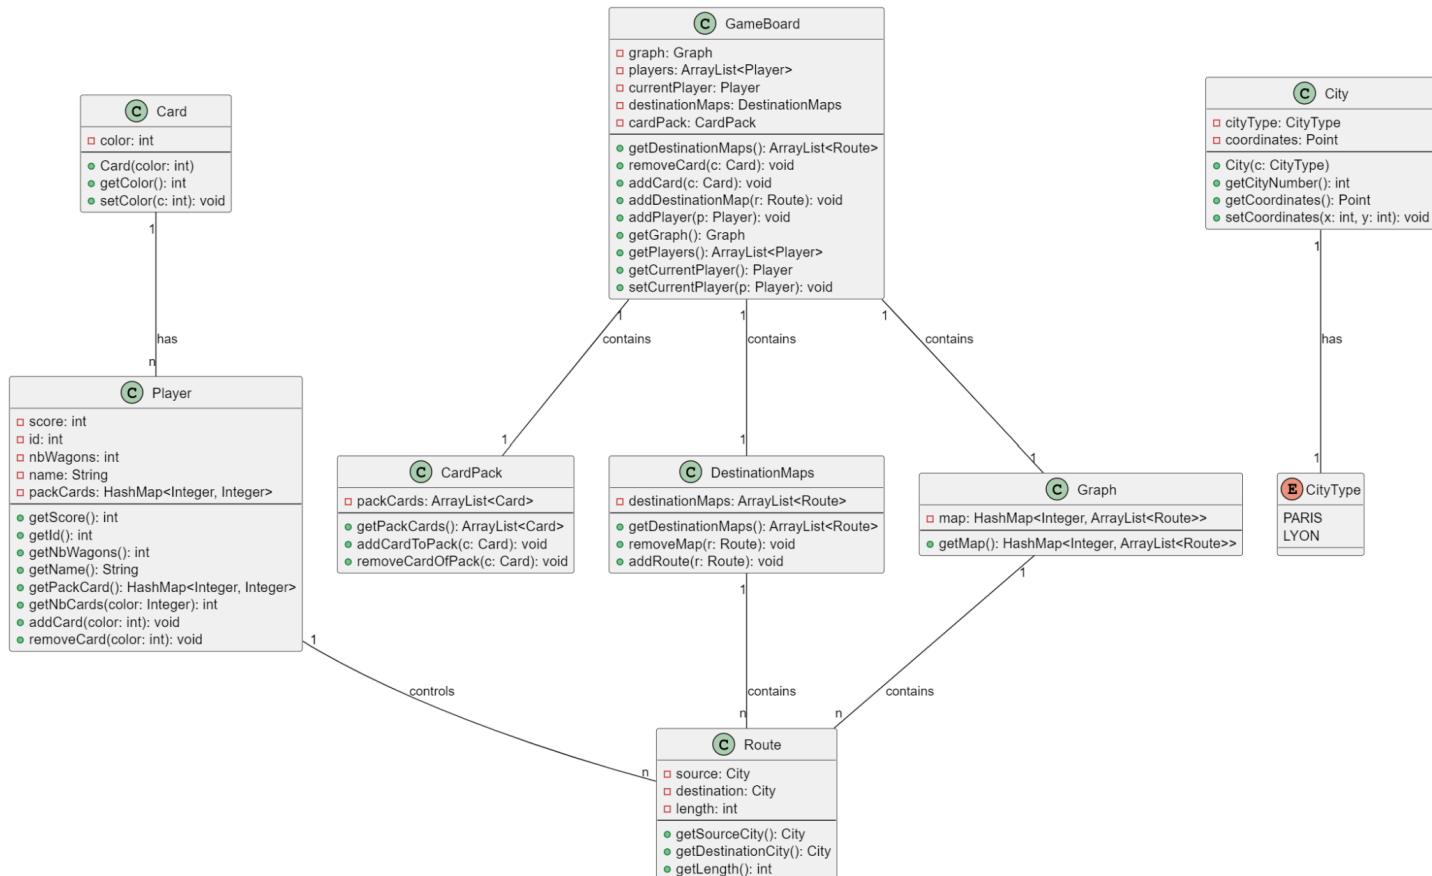 C GameBoard
graph: Graph
players: ArrayList<Player>
currentPlayer: Player
destinationMaps: DestinationMaps
cardPack: CardPack
getDestinationMaps(): ArrayList<Route>
removeCard(c: Card): void
addCard(c: Card): void
addDestinationMap(r: Route): void
addPlayer(p: Player): void
getGraph(): Graph
getPlayers(): ArrayList<Player>
getCurrentPlayer(): Player
setCurrentPlayer(p: Player): void
C Card
color: int
Card(color: int)
getColor(): int
setColor(c: int): void
C City
cityType: CityType
coordinates: Point
City(c: CityType)
getCityNumber(): int
getCoordinates(): Point
setCoordinates(x: int, y: int): void
1
has
n
1
contains
1
1
contains
1
1
contains
1
1
has
1
C Player
score: int
id: int
nbWagons: int
name: String
packCards: HashMap<Integer, Integer>
getScore(): int
getId(): int
getNbWagons(): int
getName(): String
getPackCard(): HashMap<Integer, Integer>
getNbCards(color: Integer): int
addCard(color: int): void
removeCard(color: int): void
C CardPack
packCards: ArrayList<Card>
getPackCards(): ArrayList<Card>
addCardToPack(c: Card): void
removeCardOfPack(c: Card): void
C DestinationMaps
destinationMaps: ArrayList<Route>
getDestinationMaps(): ArrayList<Route>
removeMap(r: Route): void
addRoute(r: Route): void
C Graph
map: HashMap<Integer, ArrayList<Route>>
getMap(): HashMap<Integer, ArrayList<Route>>
E CityType
PARIS
LYON
1
controls
n
1
contains
n
1
contains
n
C Route
source: City
destination: City
length: int
getSourceCity(): City
getDestinationCity(): City
getLength(): int